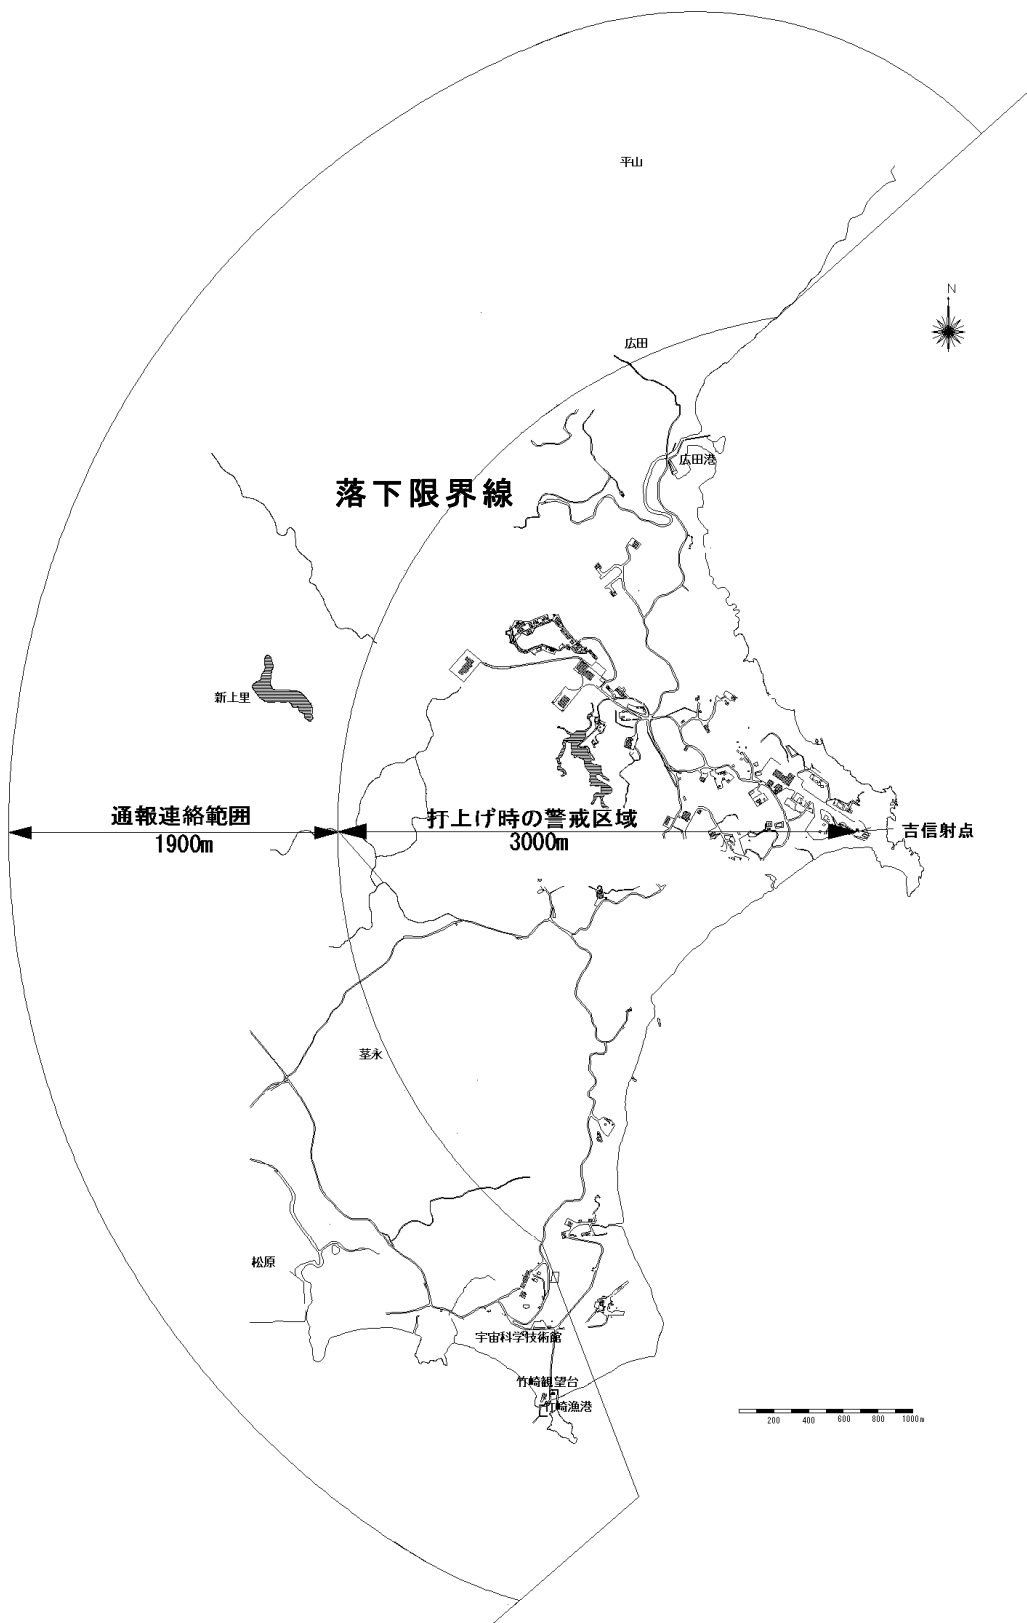 平山
N
広田
広田港
落下限界線
新上里
通報連絡範囲
1900m
打上げ時の警戒区域
3000m
吉信射点
茎永
松原
宇宙科学技術館
竹崎観望台
竹崎漁港
200 400 600 800 1000m